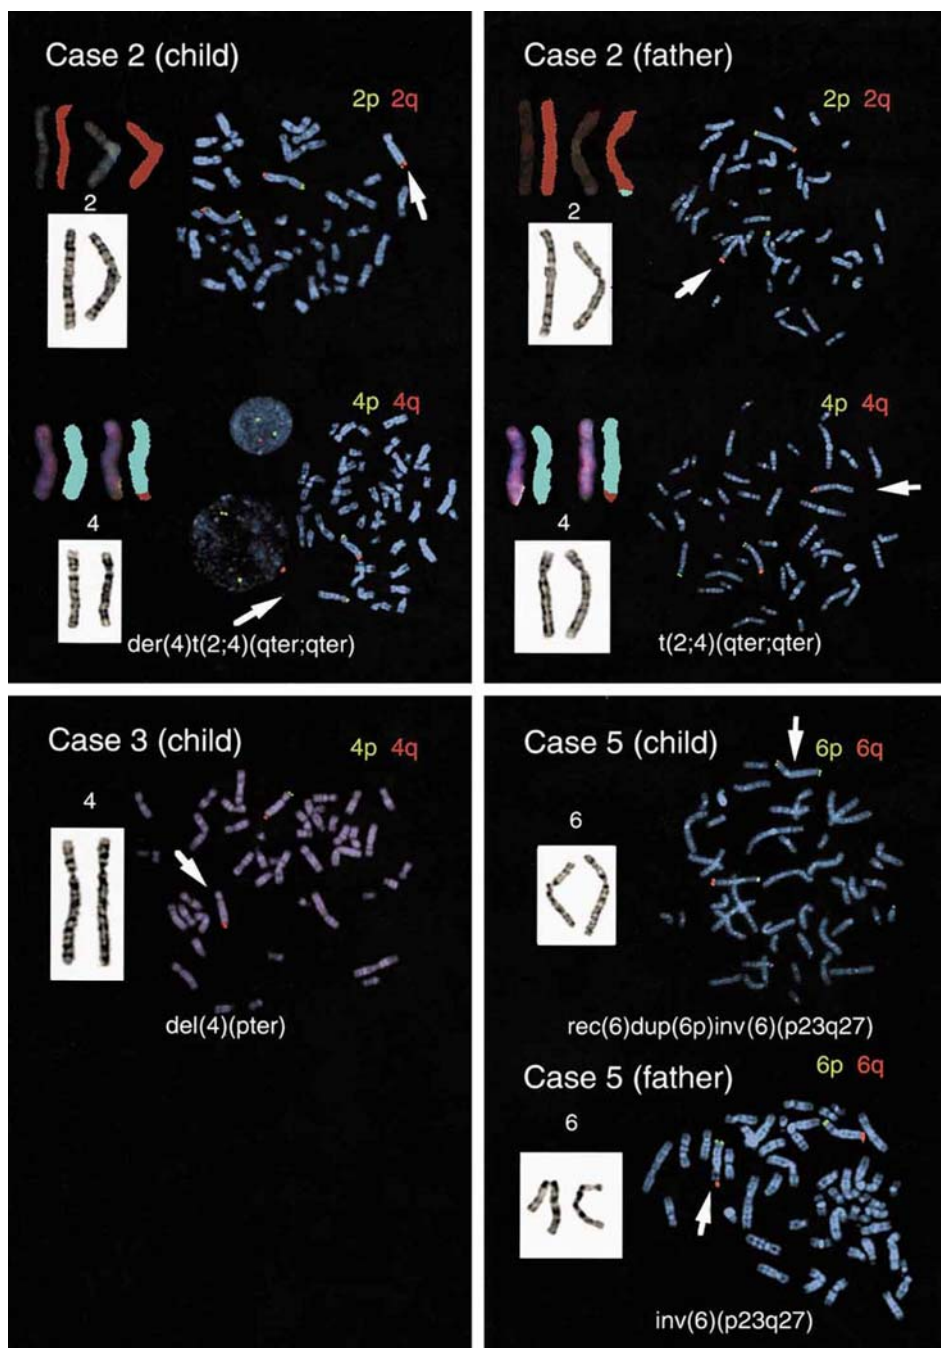 Case 2 (child)
2p 2q
2
4p 4q
4
der(4)t(2;4)(qter;qter)
Case 2 (father)
2p 2q
2
4p 4q
4
t(2;4)(qter;qter)
Case 3 (child)
4p 4q
4
del(4)(pter)
Case 5 (child)
6p 6q
6
rec(6)dup(6p)inv(6)(p23q27)
Case 5 (father)
6p 6q
6
inv(6)(p23q27)